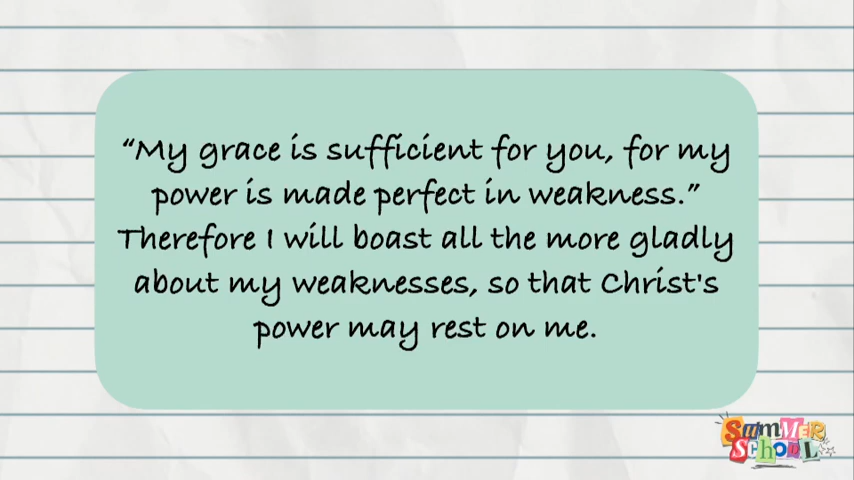 “My grace is sufficient for you, for my
power is made perfect in weakness.”
Therefore I will boast all the more gladly
about my weaknesses, so that Christ's
power may rest on me.
SUMMER
SCHOOL